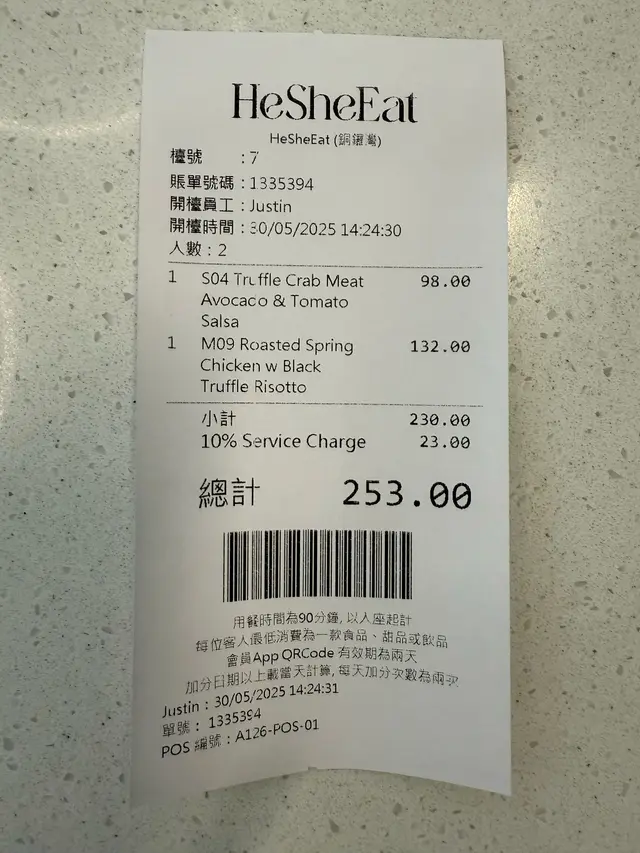 HeSheEat
HeSheEat (銅鑼灣)
檯號 : 7
賬單號碼 : 1335394
開檯員工 : Justin
開檯時間 : 30/05/2025 14:24:30
人數 : 2
1 S04 Truffle Crab Meat 98.00
Avocado & Tomato
Salsa
1 M09 Roasted Spring 132.00
Chicken w Black
Truffle Risotto
小計 230.00
10% Service Charge 23.00
總計 253.00
用餐時間為90分鐘, 以入座起計
每位客人最低消費為一款食品、甜品或飲品
會員App QRCode 有效期為兩天
加分日期以上載當天計算, 每天加分次數為兩次
Justin : 30/05/2025 14:24:31
單號 : 1335394
POS 編號 : A126-POS-01